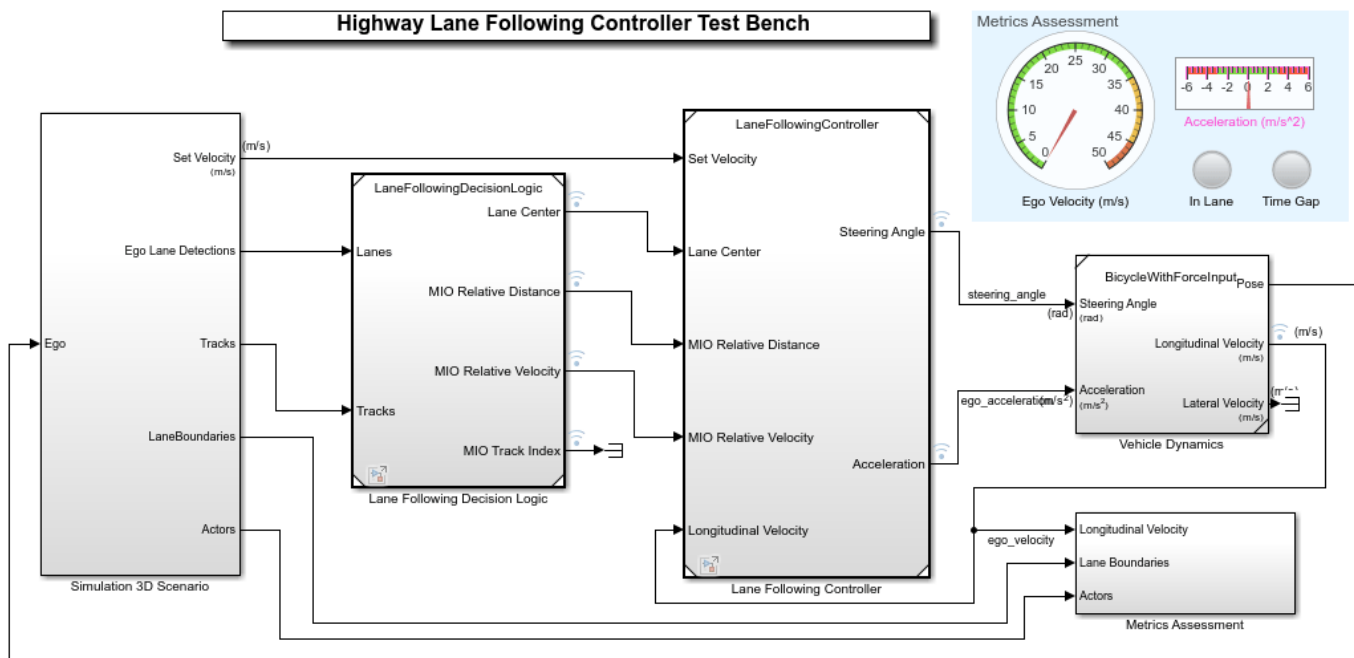 Highway Lane Following Controller Test Bench
Metrics Assessment
0 5 10 15 20 25 30 35 40 45 50
Ego Velocity (m/s)
-6 -4 -2 0 2 4 6
Acceleration (m/s^2)
In Lane
Time Gap
Set Velocity
(m/s)
Ego Lane Detections
Ego
Tracks
LaneBoundaries
Actors
Simulation 3D Scenario
(m/s)
LaneFollowingDecisionLogic
Lane Center
Lanes
MIO Relative Distance
MIO Relative Velocity
Tracks
MIO Track Index
Lane Following Decision Logic
LaneFollowingController
Set Velocity
Steering Angle
Lane Center
MIO Relative Distance
MIO Relative Velocity
Acceleration
Longitudinal Velocity
Lane Following Controller
steering_angle
(rad)
ego_acceleration
(m/s²)
BicycleWithForceInput
Pose
Steering Angle
(rad)
Longitudinal Velocity
(m/s)
Acceleration
(m/s²)
Lateral Velocity
(m/s)
Vehicle Dynamics
(m/s)
ego_velocity
Longitudinal Velocity
Lane Boundaries
Actors
Metrics Assessment